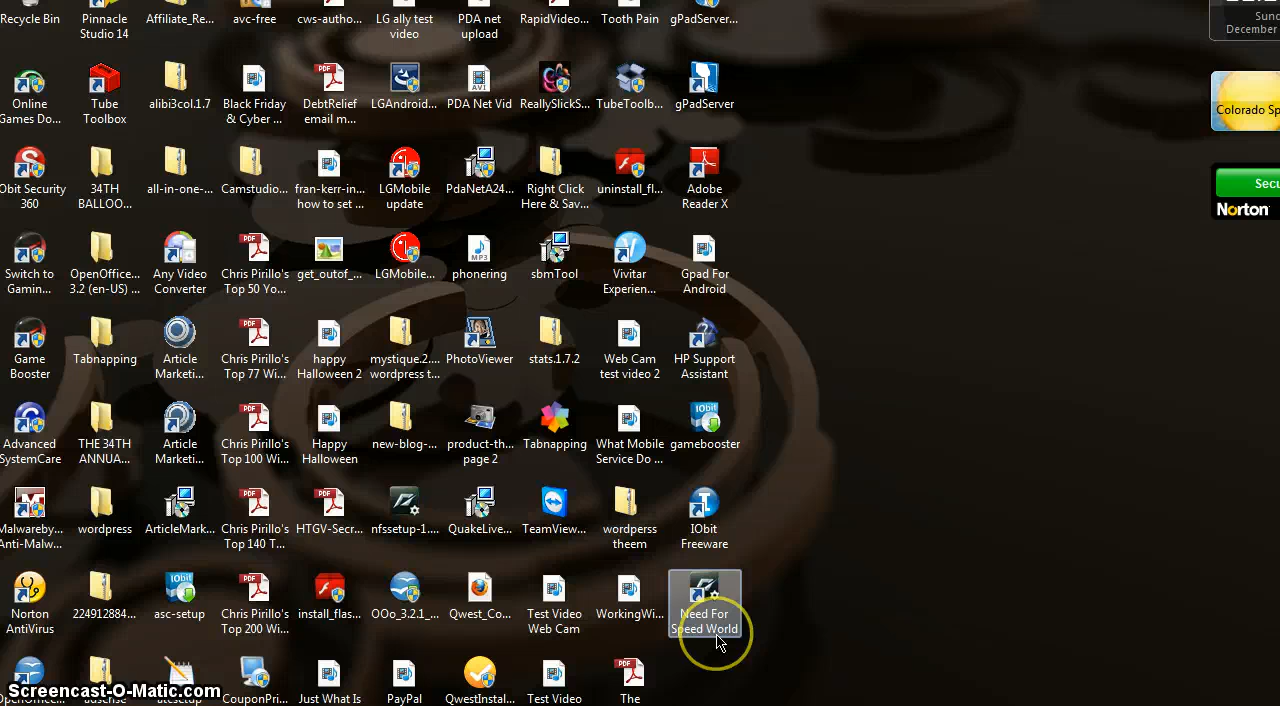 Recycle Bin
Pinnacle
Studio 14
Affiliate_Re...
avc-free
cws-autho...
LG ally test
video
PDA net
upload
RapidVideo...
Tooth Pain
gPadServer...
December
Online
Games Do...
Tube
Toolbox
alibi3col.1.7
Black Friday
& Cyber ...
DebtRelief
email m...
LGAndroid...
PDA Net Vid
ReallySlickS...
TubeToolb...
gPadServer
Colorado Sp
Obit Security
360
34TH
BALLOO...
all-in-one-...
Camstudio...
fran-kerr-in...
how to set ...
LGMobile
update
PdaNetA24...
Right Click
Here & Sav...
uninstall_fl...
Adobe
Reader X
Secu
Norton
Switch to
Gamin...
OpenOffice...
3.2 (en-US) ...
Any Video
Converter
Chris Pirillo's
Top 50 Yo...
get_outof_...
LGMobile...
phonering
sbmTool
Vivitar
Experien...
Gpad For
Android
Game
Booster
Tabnapping
Article
Marketi...
Chris Pirillo's
Top 77 Wi...
happy
Halloween 2
mystique.2....
wordpress t...
PhotoViewer
stats.1.7.2
Web Cam
test video 2
HP Support
Assistant
Advanced
SystemCare
THE 34TH
ANNUA...
Article
Marketi...
Chris Pirillo's
Top 100 Wi...
Happy
Halloween
new-blog-...
product-th...
page 2
Tabnapping
What Mobile
Service Do ...
gamebooster
Malwareby...
Anti-Malw...
wordpress
ArticleMark...
Chris Pirillo's
Top 140 T...
HTGV-Secr...
nfssetup-1....
QuakeLive...
TeamView...
wordperss
theem
IObit
Freeware
Norton
AntiVirus
224912884...
asc-setup
Chris Pirillo's
Top 200 Wi...
install_flas...
OOo_3.2.1_...
Qwest_Co...
Test Video
Web Cam
WorkingWi...
Need For
Speed World
CouponPri...
Just What Is
PayPal
QwestInstal...
Test Video
The
Screencast-O-Matic.com